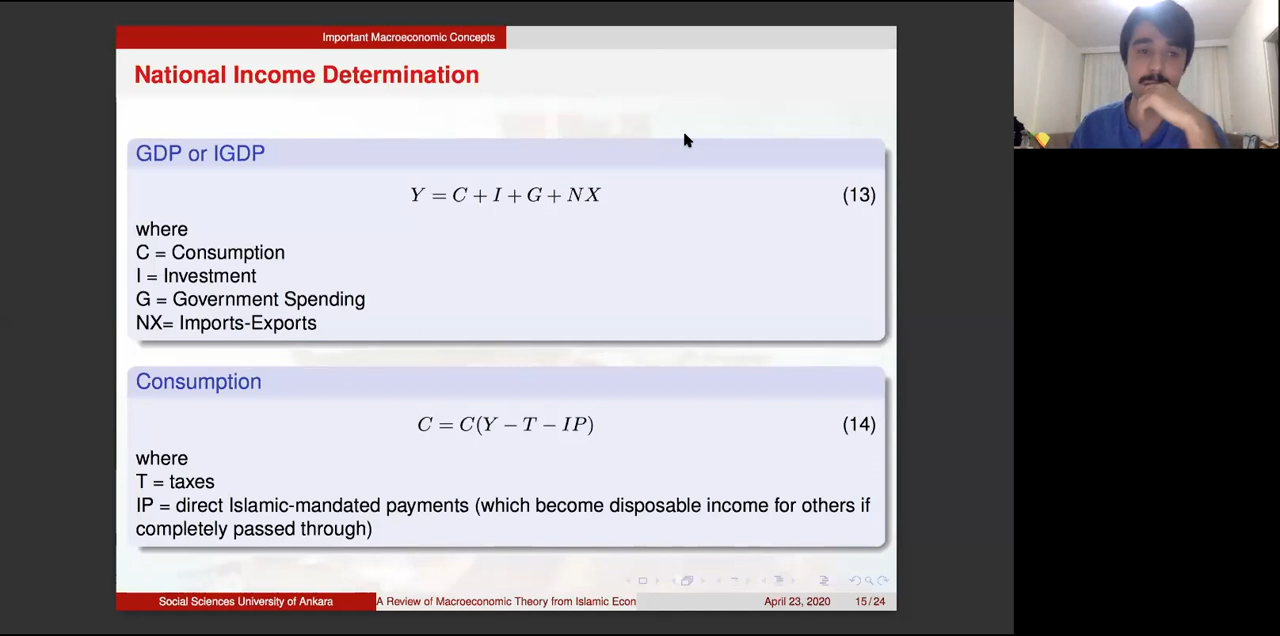 Important Macroeconomic Concepts
National Income Determination
GDP or IGDP
Y = C + I + G + NX (13)
where
C = Consumption
I = Investment
G = Government Spending
NX= Imports-Exports
Consumption
C = C(Y − T − IP) (14)
where
T = taxes
IP = direct Islamic-mandated payments (which become disposable income for others if
completely passed through)
Social Sciences University of Ankara A Review of Macroeconomic Theory from Islamic Econ April 23, 2020 15/24